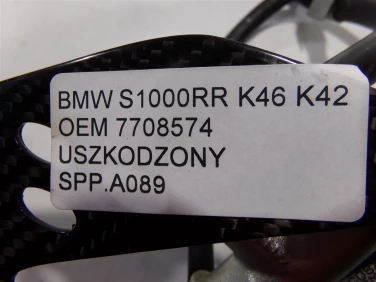 BMW S1000RR K46 K42
OEM 7708574
USZKODZONY
SPP.A089